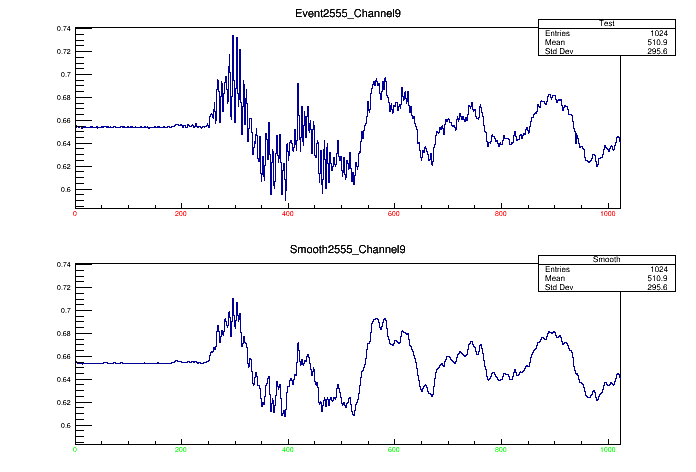 Event2555_Channel9
Test
Entries 1024
Mean 510.9
Std Dev 295.6
0.74
0.72
0.7
0.68
0.66
0.64
0.62
0.6
0 200 400 600 800 1000
Smooth2555_Channel9
Smooth
Entries 1024
Mean 510.9
Std Dev 295.6
0.74
0.72
0.7
0.68
0.66
0.64
0.62
0.6
0 200 400 600 800 1000